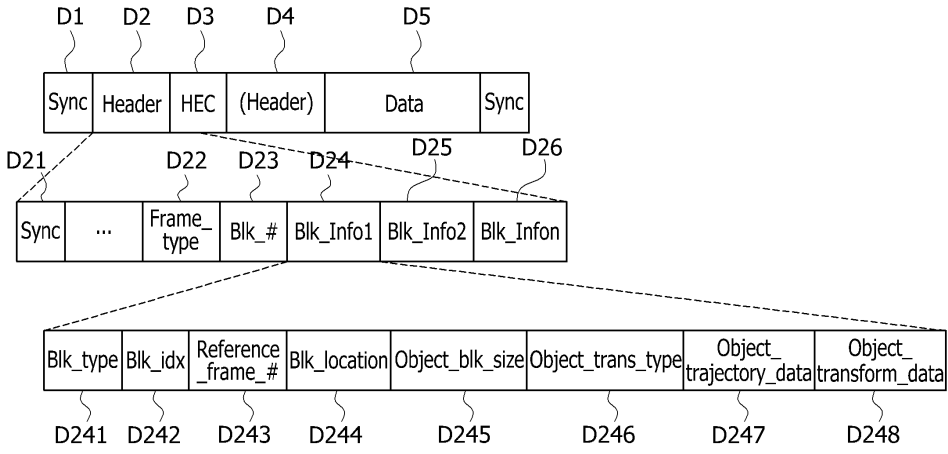 D1 D2 D3 D4 D5
Sync Header HEC (Header) Data Sync
D21 D22 D23 D24 D25 D26
Sync ... Frame_ type Blk_# Blk_Info1 Blk_Info2 Blk_Infon
Blk_type Blk_idx Reference _frame_# Blk_location Object_blk_size Object_trans_type Object_ trajectory_data Object_ transform_data
D241 D242 D243 D244 D245 D246 D247 D248